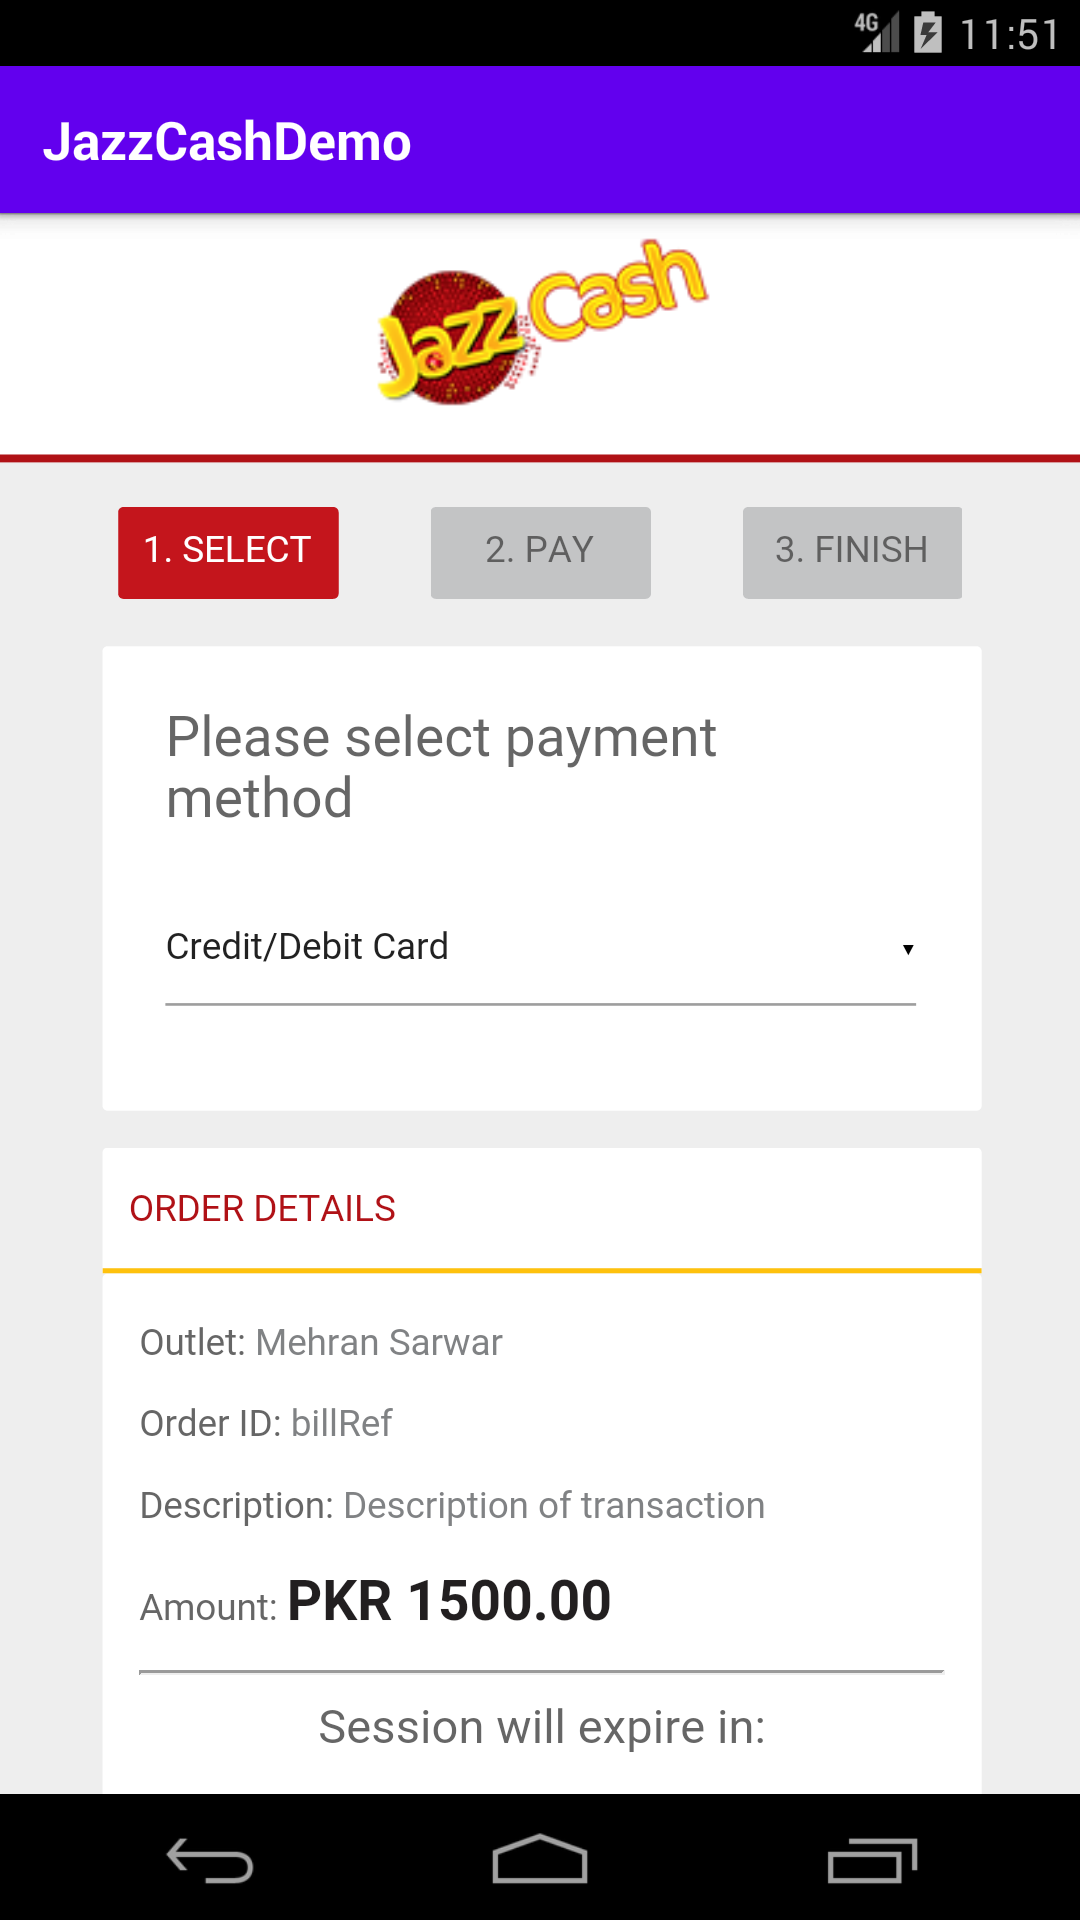 4G 11:51
JazzCashDemo
Jazz Cash
1. SELECT 2. PAY 3. FINISH
Please select payment
method
Credit/Debit Card
ORDER DETAILS
Outlet: Mehran Sarwar
Order ID: billRef
Description: Description of transaction
Amount: PKR 1500.00
Session will expire in: